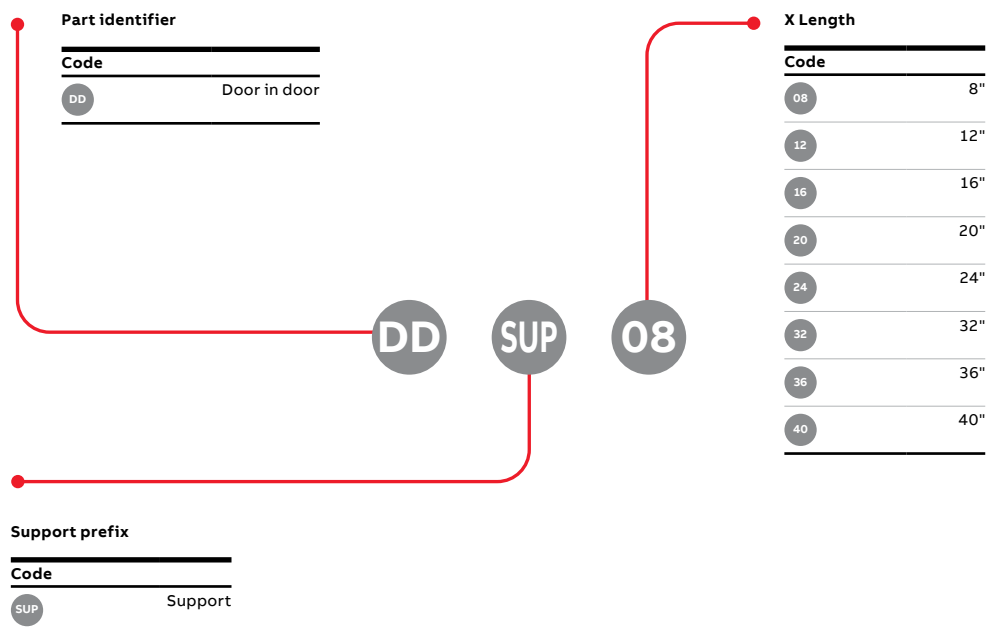 Part identifier
Code
DD Door in door
X Length
Code
08 8"
12 12"
16 16"
20 20"
24 24"
32 32"
36 36"
40 40"
DD SUP 08
Support prefix
Code
SUP Support